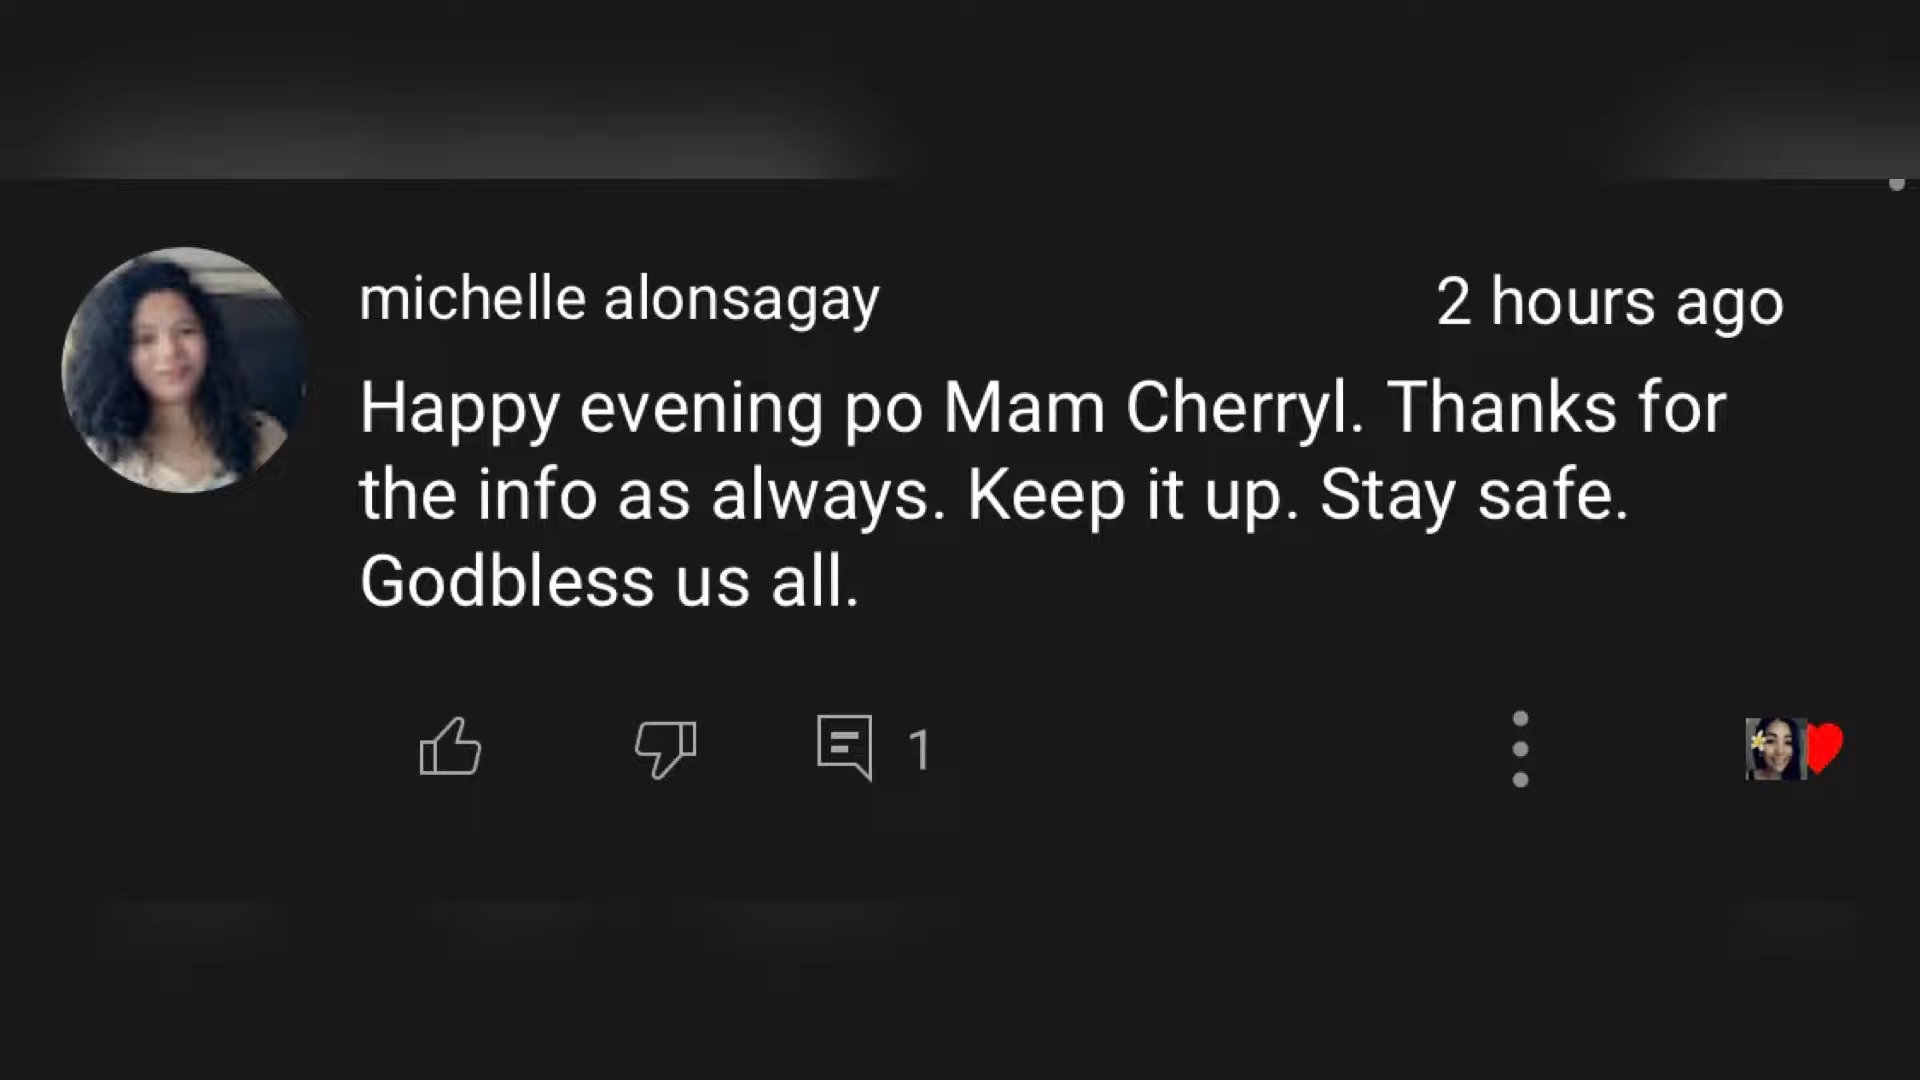 michelle alonsagay
2 hours ago
Happy evening po Mam Cherryl. Thanks for
the info as always. Keep it up. Stay safe.
Godbless us all.
1